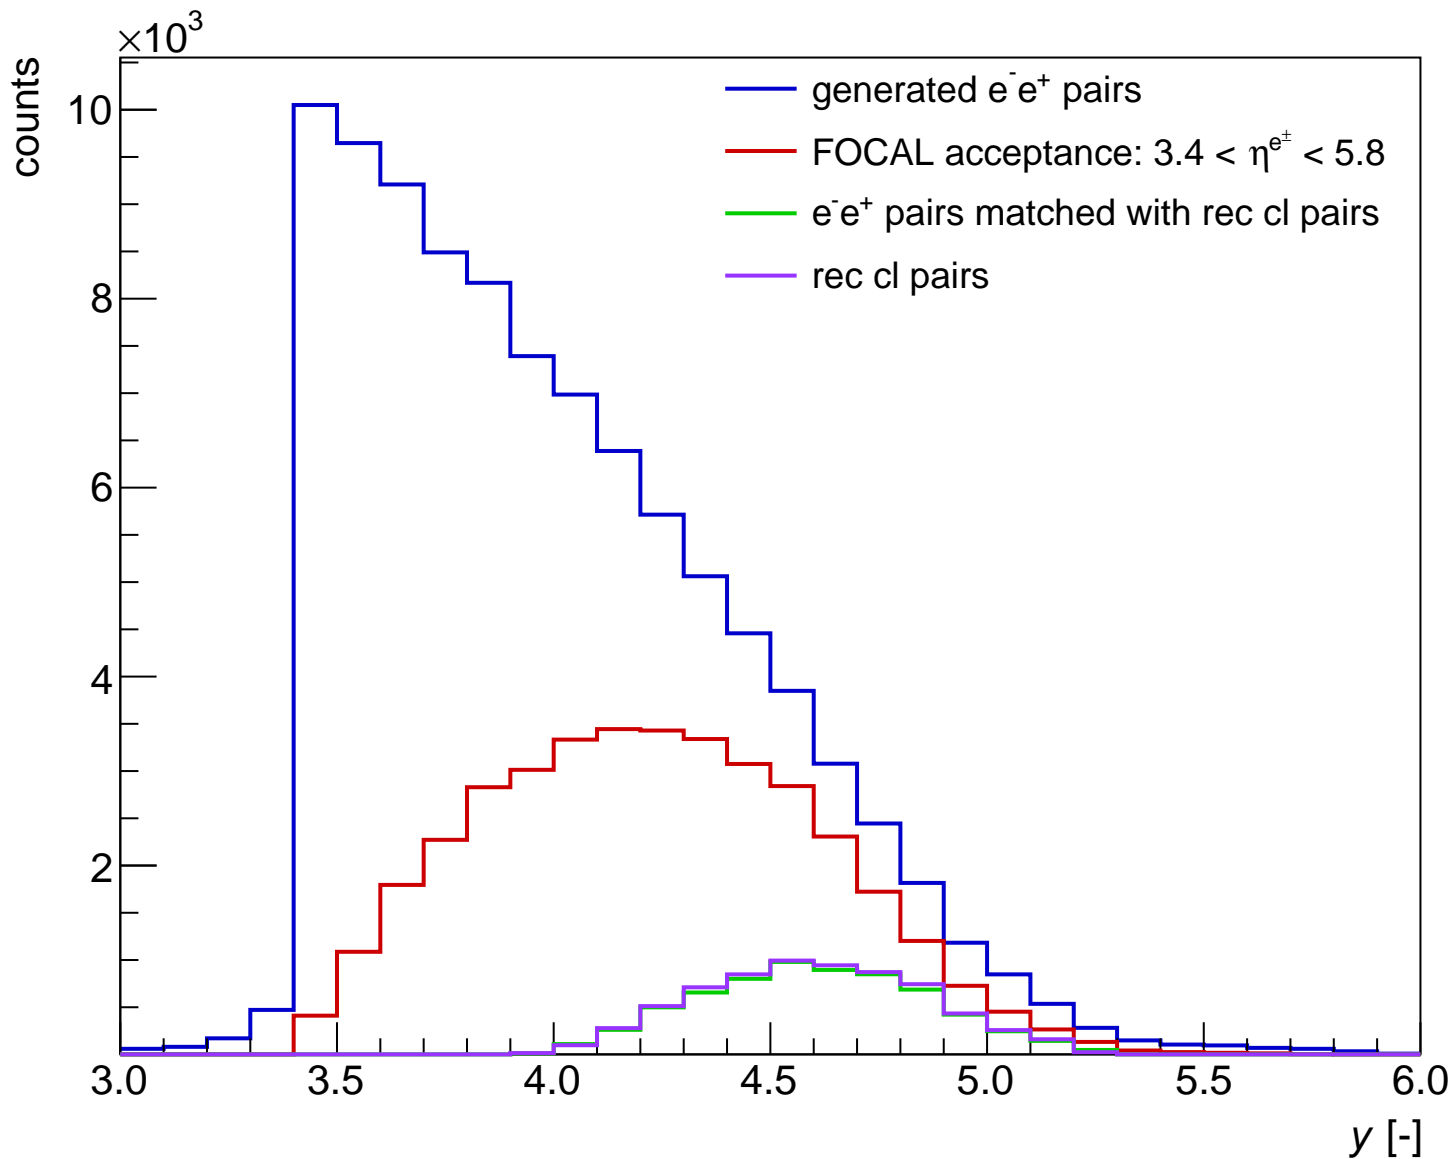 ×10³
counts
generated e⁻e⁺ pairs
FOCAL acceptance: 3.4 < η^{e^±} < 5.8
e⁻e⁺ pairs matched with rec cl pairs
rec cl pairs
10
8
6
4
2
3.0 3.5 4.0 4.5 5.0 5.5 6.0
y [-]